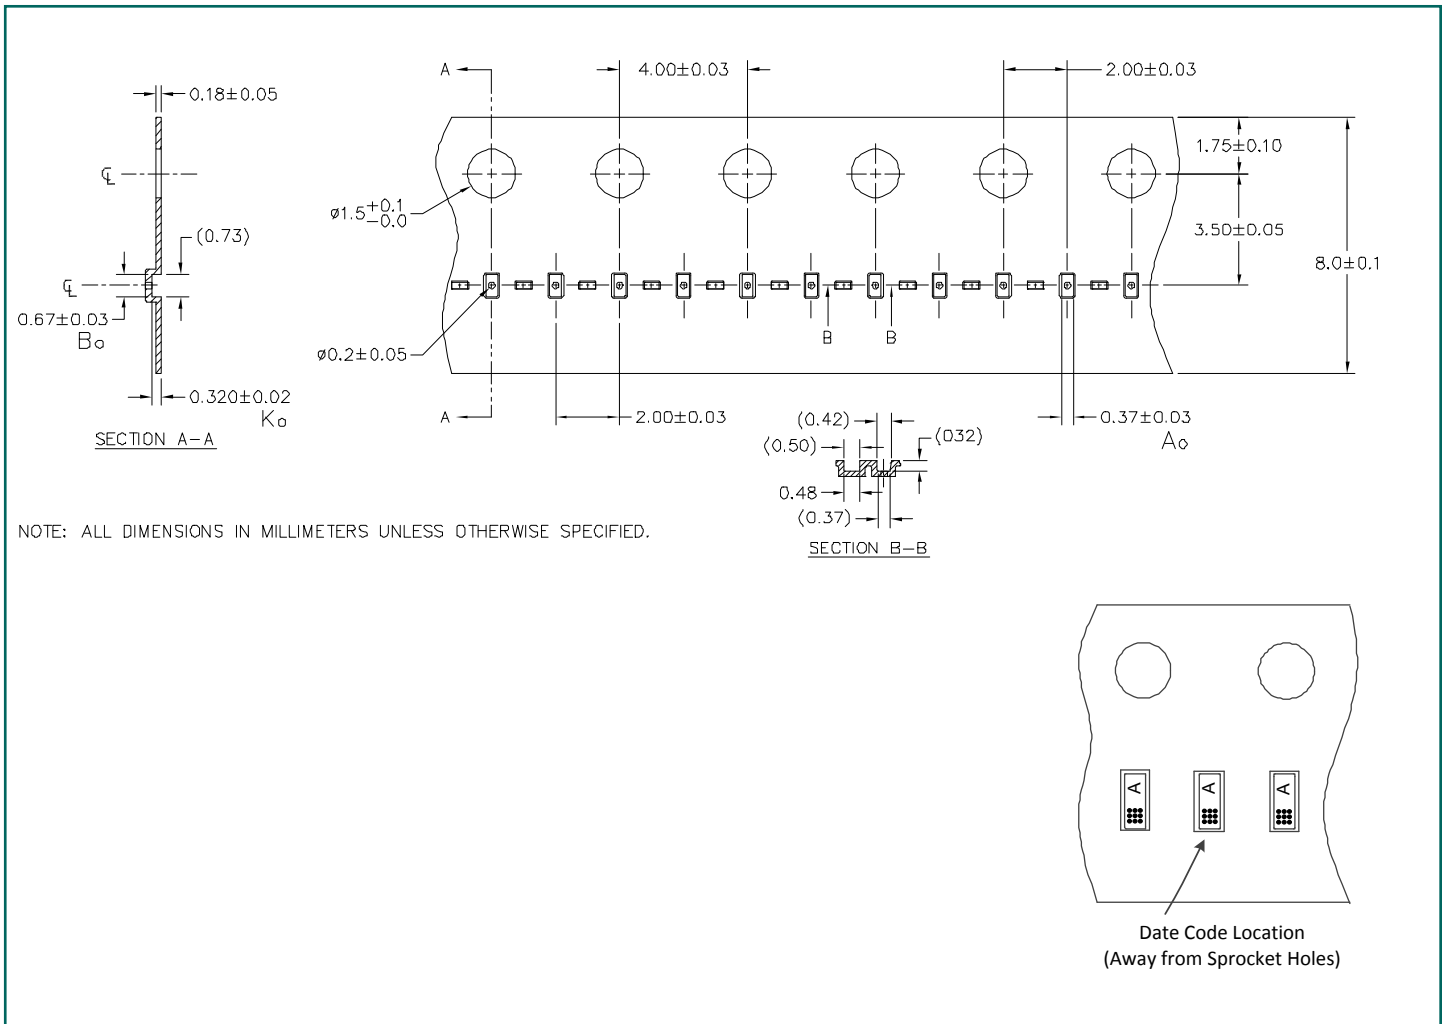 A
4.00±0.03
2.00±0.03
0.18±0.05
1.75±0.10
℄
ø1.5+0.1
-0.0
(0.73)
3.50±0.05
8.0±0.1
℄
0.67±0.03
Bo
B
B
ø0.2±0.05
0.320±0.02
Ko
A
2.00±0.03
(0.42)
0.37±0.03
Ao
SECTION A-A
(0.50)
(032)
0.48
(0.37)
NOTE: ALL DIMENSIONS IN MILLIMETERS UNLESS OTHERWISE SPECIFIED.
SECTION B-B
A
A
A
Date Code Location
(Away from Sprocket Holes)